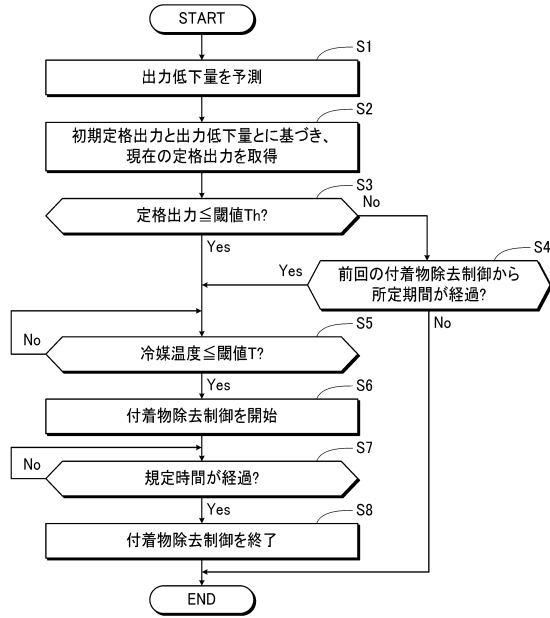 START
S1
出力低下量を予測
S2
初期定格出力と出力低下量とに基づき、
現在の定格出力を取得
S3
定格出力≦閾値Th?
No
Yes
S4
前回の付着物除去制御から
所定期間が経過?
Yes
No
S5
冷媒温度≦閾値T?
No
Yes
S6
付着物除去制御を開始
S7
No
規定時間が経過?
Yes
S8
付着物除去制御を終了
END